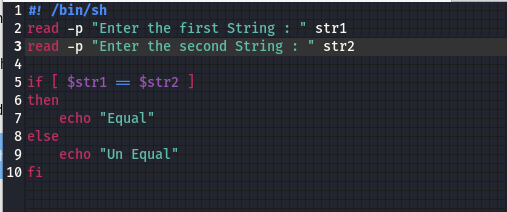 1 #! /bin/sh
2 read -p "Enter the first String : " str1
3 read -p "Enter the second String : " str2
4
5 if [ $str1 == $str2 ]
6 then
7     echo "Equal"
8 else
9     echo "Un Equal"
10 fi